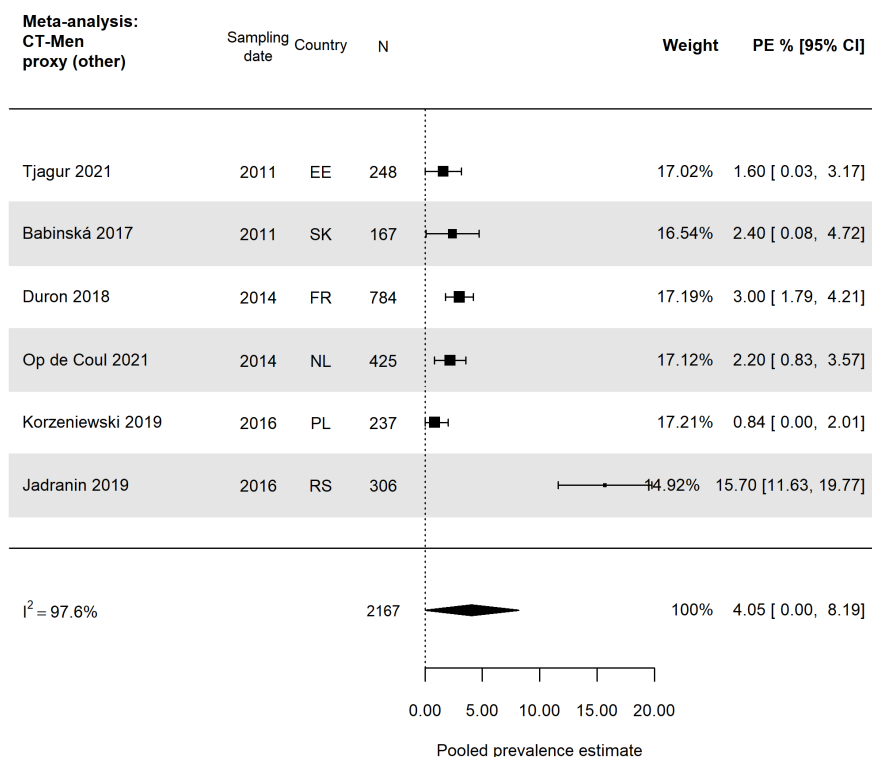 Meta-analysis:
CT-Men
proxy (other)
Sampling date Country N Weight PE % [95% CI]
Tjagur 2021 2011 EE 248 17.02% 1.60 [ 0.03, 3.17]
Babinská 2017 2011 SK 167 16.54% 2.40 [ 0.08, 4.72]
Duron 2018 2014 FR 784 17.19% 3.00 [ 1.79, 4.21]
Op de Coul 2021 2014 NL 425 17.12% 2.20 [ 0.83, 3.57]
Korzeniewski 2019 2016 PL 237 17.21% 0.84 [ 0.00, 2.01]
Jadranin 2019 2016 RS 306 14.92% 15.70 [11.63, 19.77]
I² = 97.6% 2167 100% 4.05 [ 0.00, 8.19]
0.00 5.00 10.00 15.00 20.00
Pooled prevalence estimate